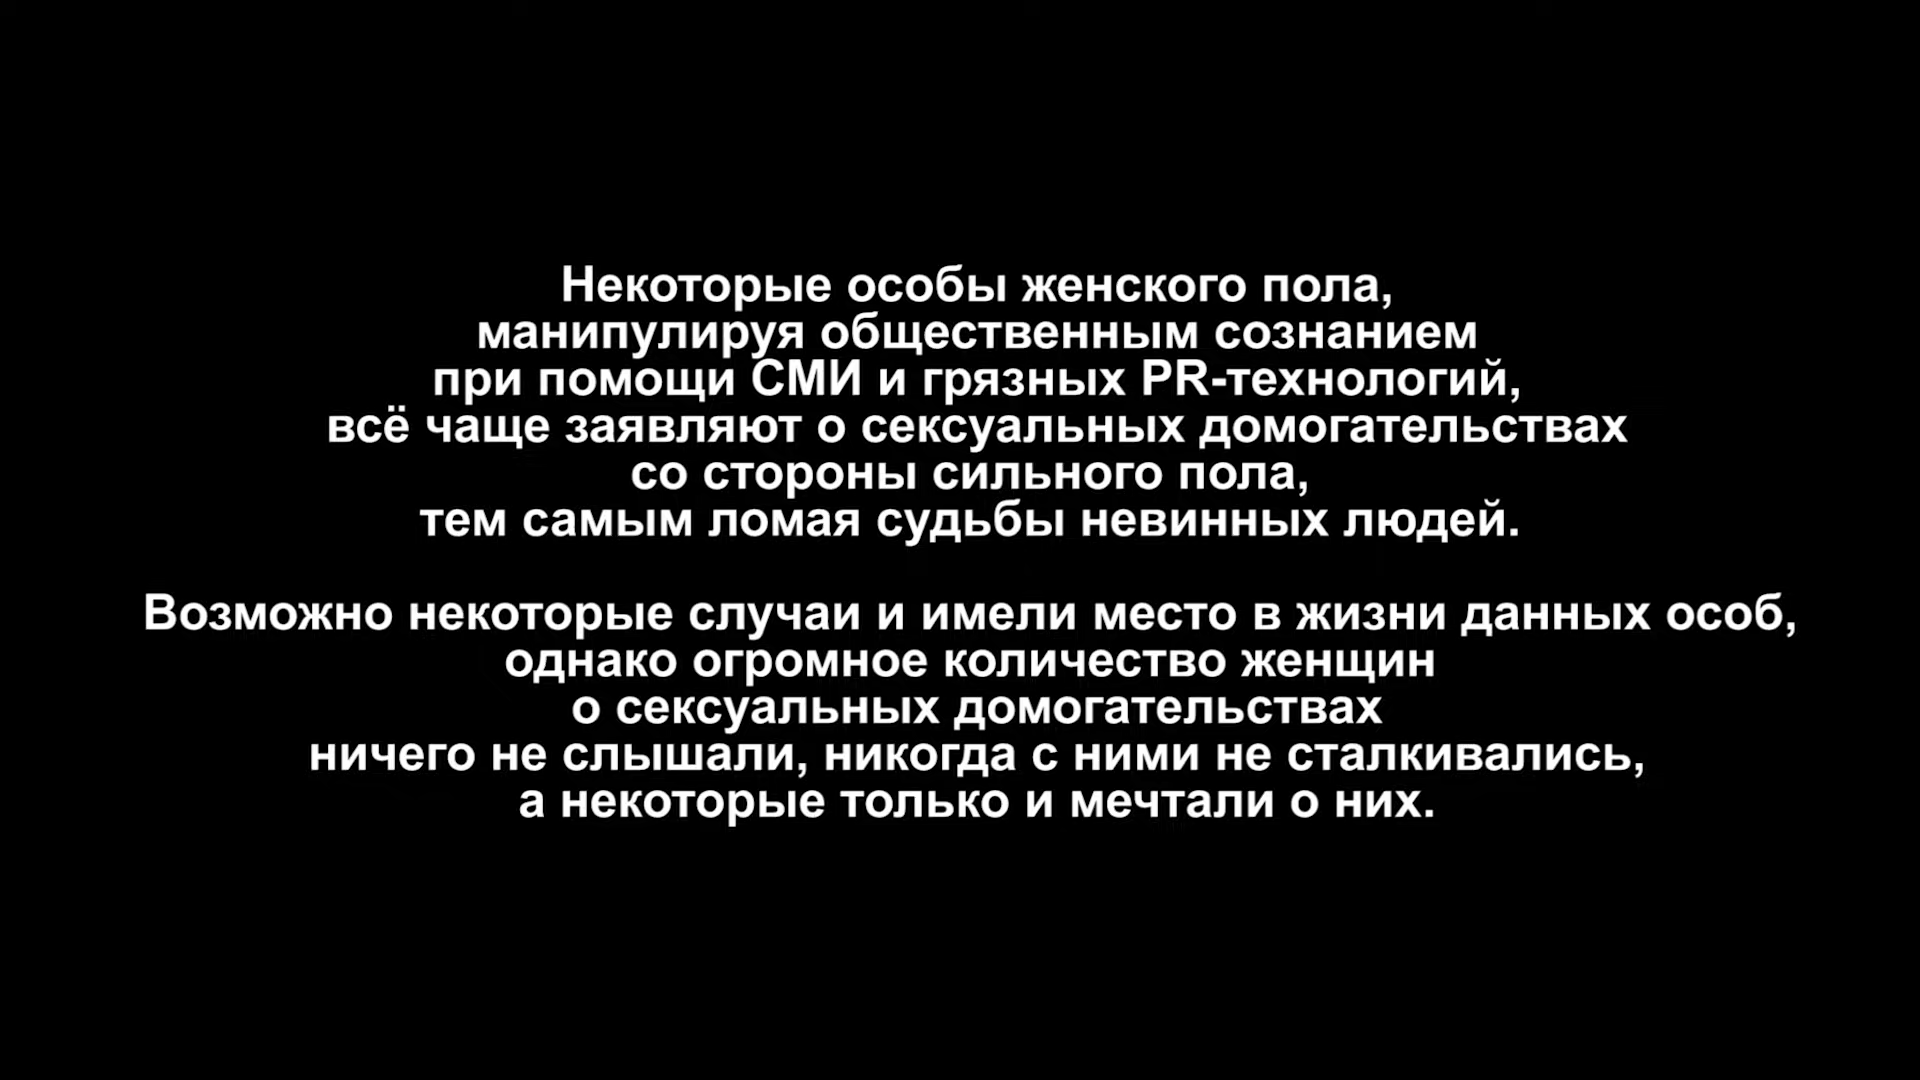 Некоторые особы женского пола,
манипулируя общественным сознанием
при помощи СМИ и грязных PR-технологий,
всё чаще заявляют о сексуальных домогательствах
со стороны сильного пола,
тем самым ломая судьбы невинных людей.
Возможно некоторые случаи и имели место в жизни данных особ,
однако огромное количество женщин
о сексуальных домогательствах
ничего не слышали, никогда с ними не сталкивались,
а некоторые только и мечтали о них.